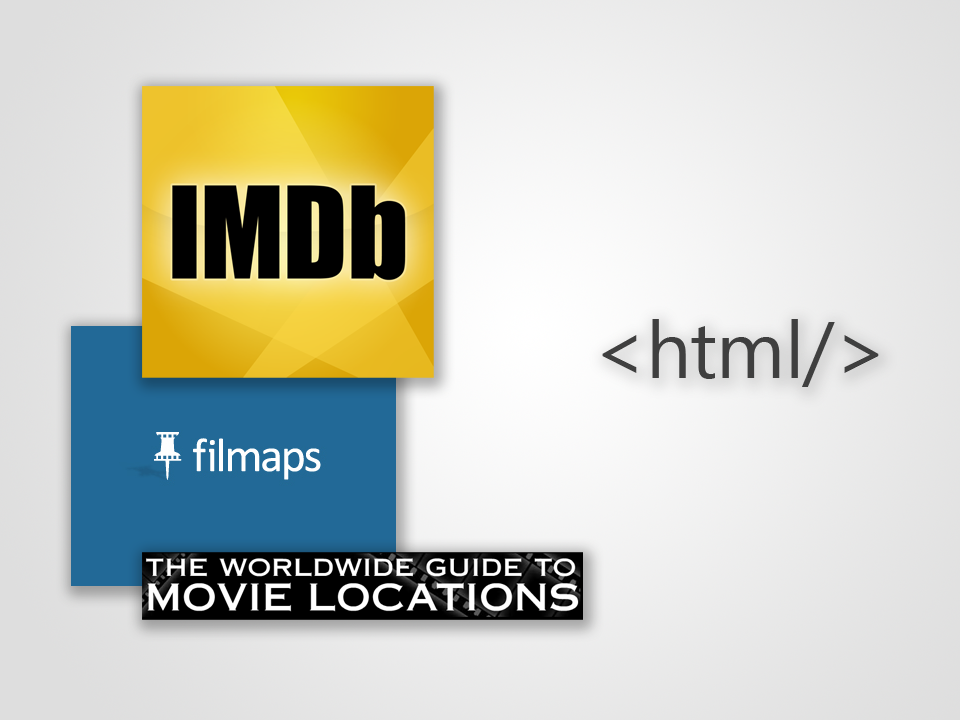 IMDb
<html/>
filmaps
THE WORLDWIDE GUIDE TO
MOVIE LOCATIONS